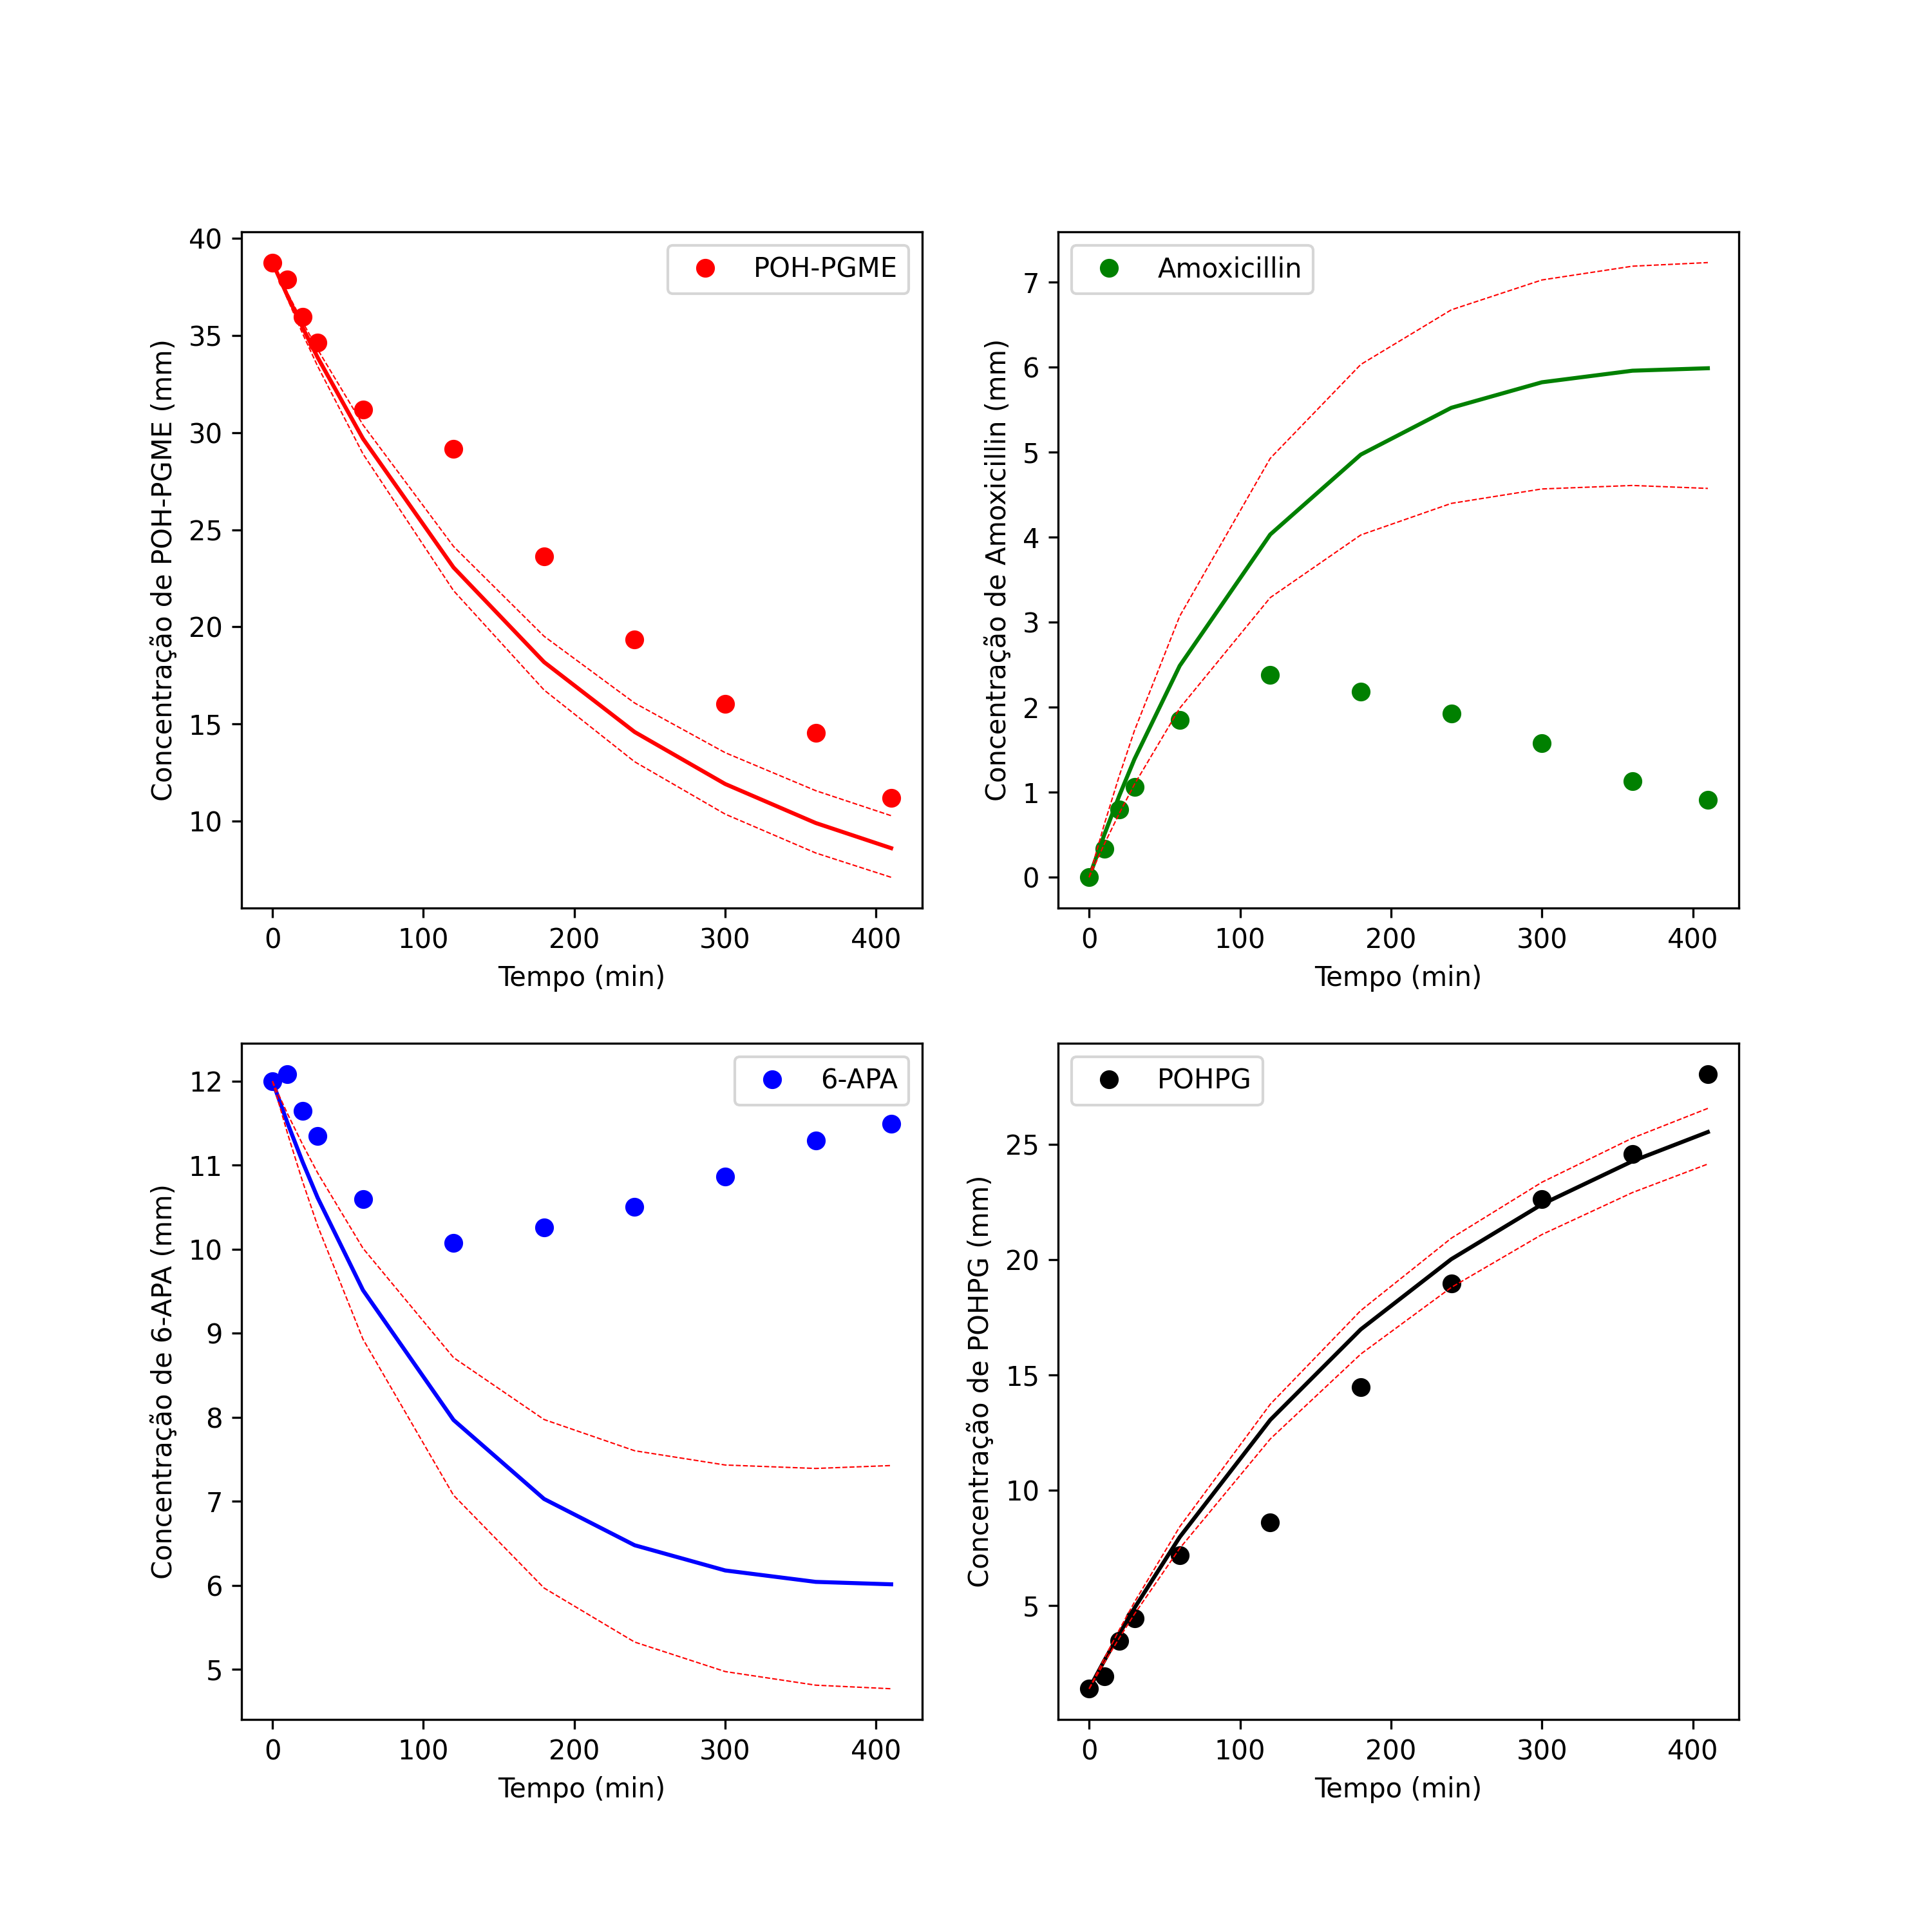 POH-PGME
Concentração de POH-PGME (mm)
40
35
30
25
20
15
10
0 100 200 300 400
Tempo (min)
Amoxicillin
Concentração de Amoxicillin (mm)
7
6
5
4
3
2
1
0
0 100 200 300 400
Tempo (min)
6-APA
Concentração de 6-APA (mm)
12
11
10
9
8
7
6
5
0 100 200 300 400
Tempo (min)
POHPG
Concentração de POHPG (mm)
25
20
15
10
5
0 100 200 300 400
Tempo (min)